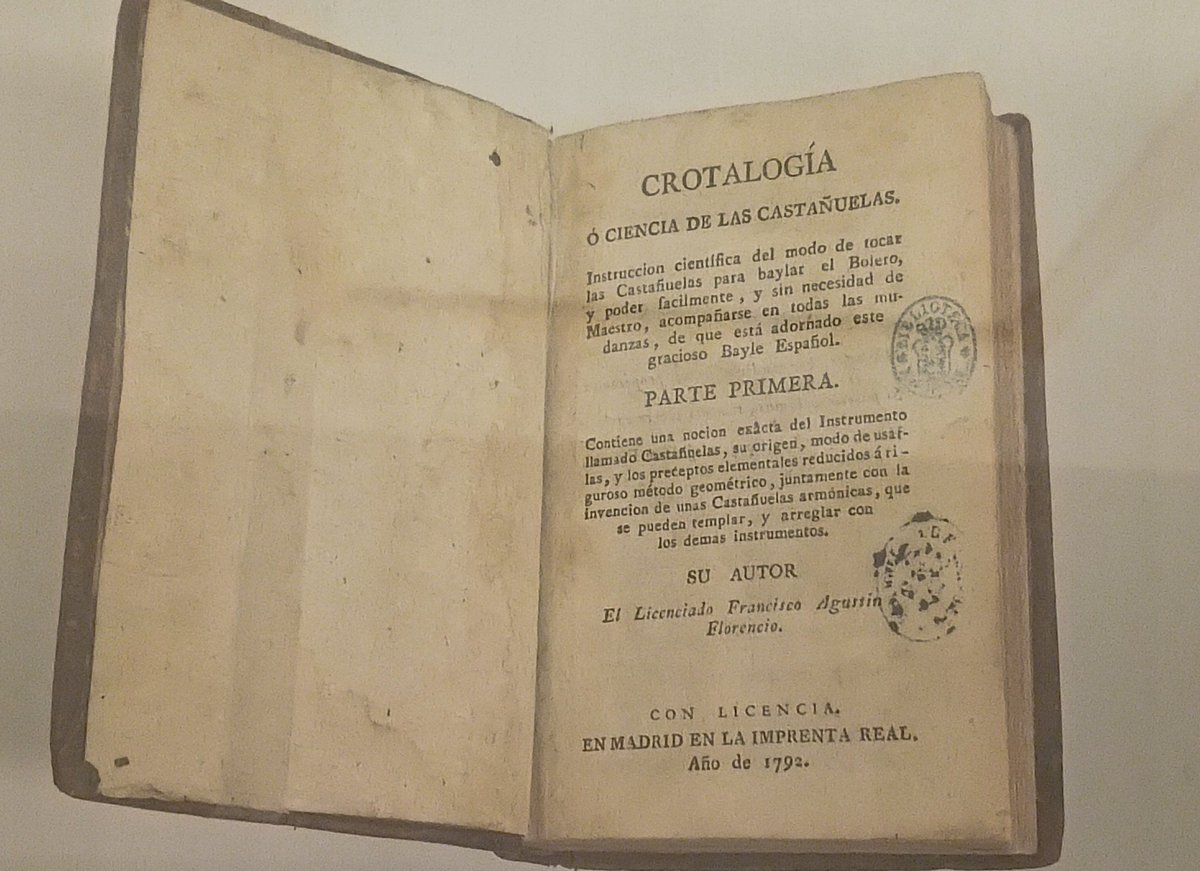 CROTALOGÍA
Ó CIENCIA DE LAS CASTAÑUELAS.
Instruccion científica del modo de tocar
las Castañuelas para baylar el Bolero,
y poder facilmente, y sin necesidad de
Maestro, acompañarse en todas las mu-
danzas, de que está adornado este
gracioso Bayle Español.
BIBLIOTECA
PARTE PRIMERA.
Contiene una nocion exâcta del Instrumento
llamado Castañuelas, su origen, modo de usar-
las, y los preceptos elementales reducidos á ri-
guroso método geométrico, juntamente con la
invencion de unas Castañuelas armónicas, que
se pueden templar, y arreglar con
los demas instrumentos.
SU AUTOR
El Licenciado Francisco Agustin
Florencio.
CON LICENCIA.
EN MADRID EN LA IMPRENTA REAL.
Año de 1792.